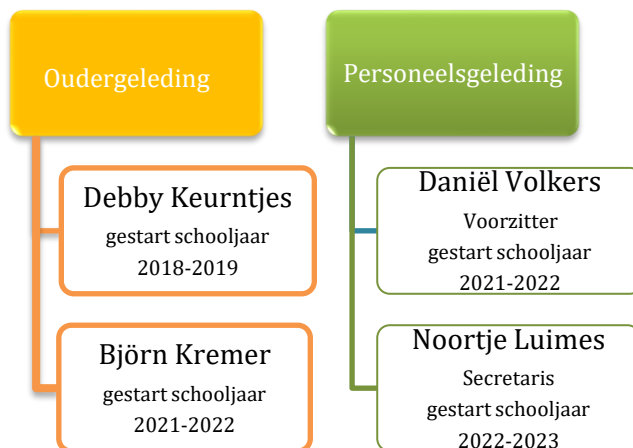 Oudergeleding
Debby Keurntjes
gestart schooljaar
2018-2019
Björn Kremer
gestart schooljaar
2021-2022
Personeelsgeleding
Daniël Volkers
Voorzitter
gestart schooljaar
2021-2022
Noortje Luimes
Secretaris
gestart schooljaar
2022-2023